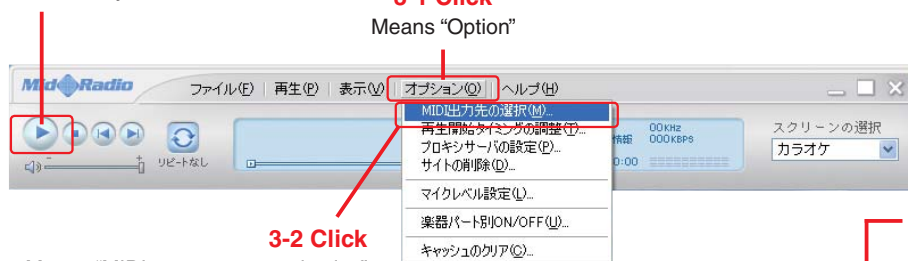 3-1 Click
Means “Option”
Mid Radio
ファイル(F) 再生(P) 表示(V) オプション(O) ヘルプ(H)
MIDI出力先の選択(M)...
再生開始タイミングの調整(T)...
プロキシサーバの設定(P)...
サイトの削除(D)...
マイクレベル設定(L)...
楽器パート別ON/OFF(U)...
キャッシュのクリア(C)...
リピートなし
情報 00KHz
000KBPS
0:00
スクリーンの選択
カラオケ
3-2 Click